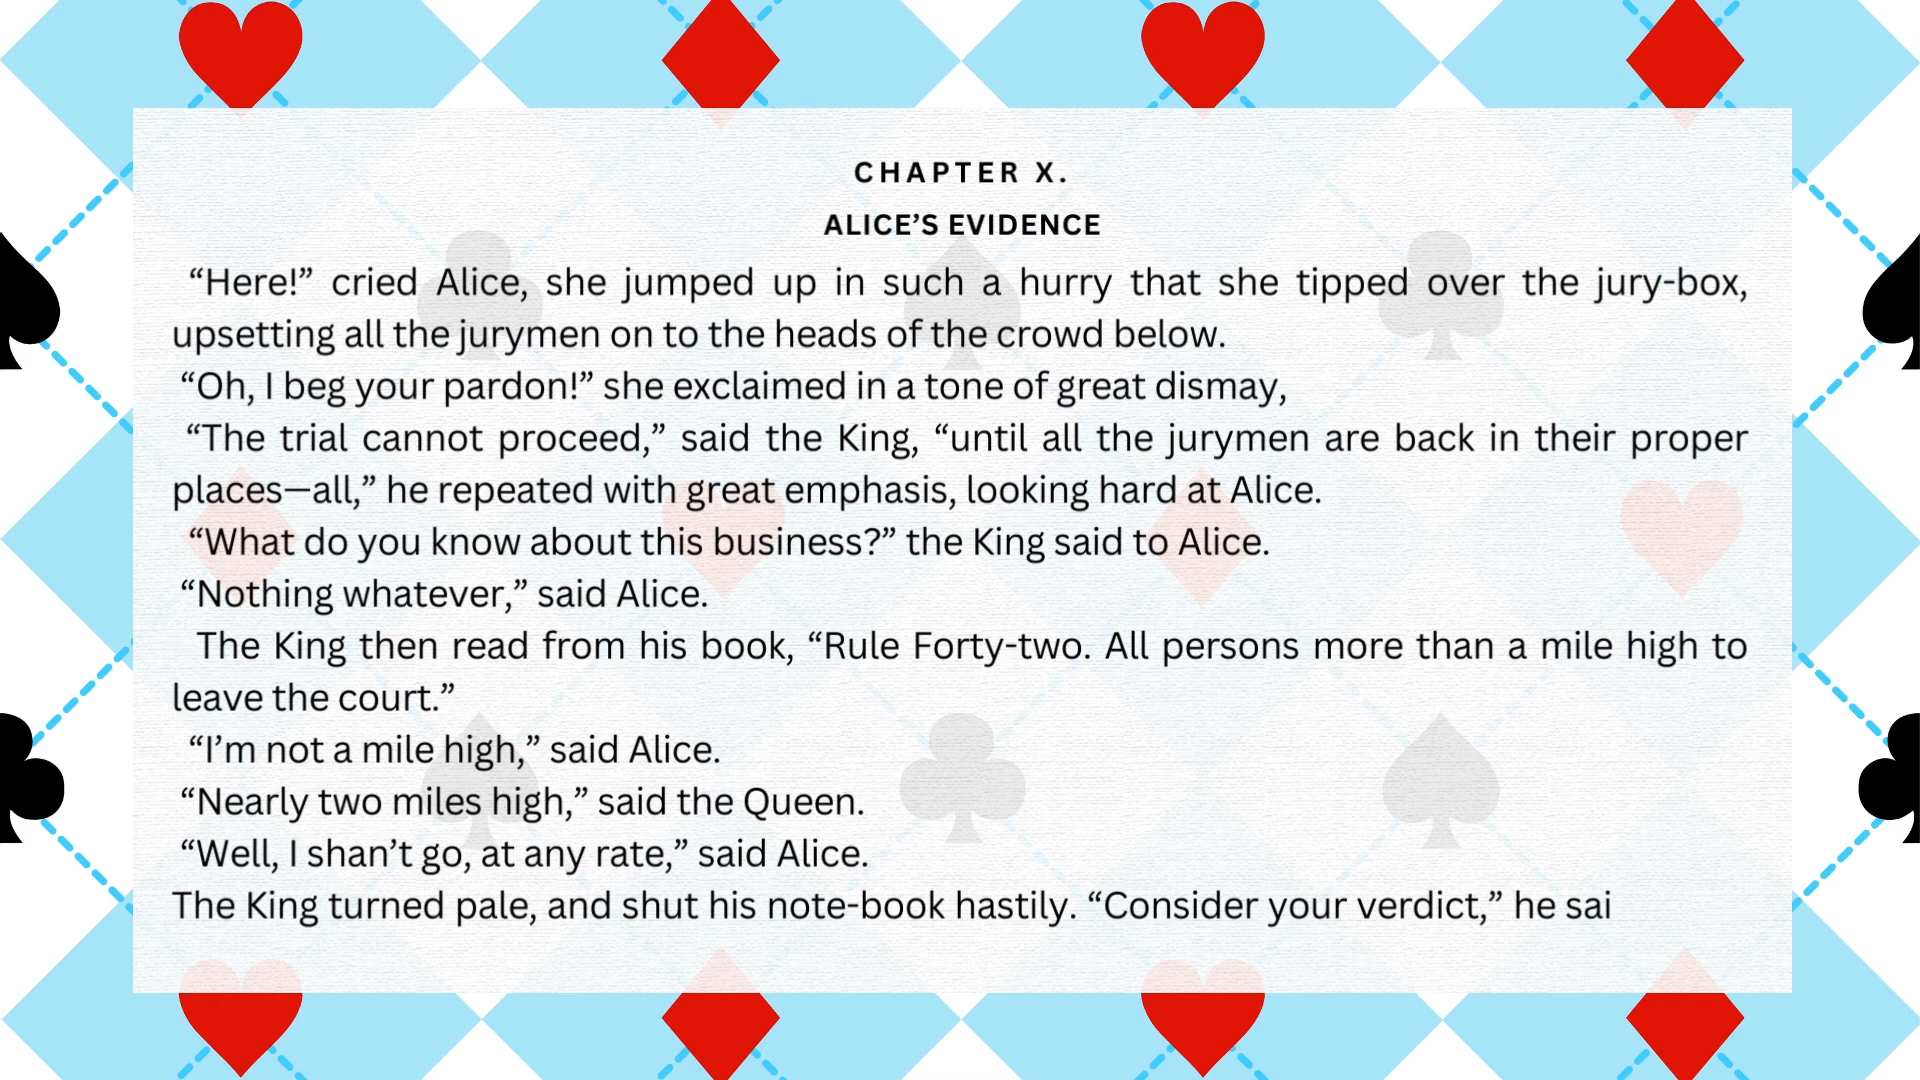 CHAPTER X.
ALICE’S EVIDENCE
“Here!” cried Alice, she jumped up in such a hurry that she tipped over the jury-box,
upsetting all the jurymen on to the heads of the crowd below.
“Oh, I beg your pardon!” she exclaimed in a tone of great dismay,
“The trial cannot proceed,” said the King, “until all the jurymen are back in their proper
places—all,” he repeated with great emphasis, looking hard at Alice.
“What do you know about this business?” the King said to Alice.
“Nothing whatever,” said Alice.
The King then read from his book, “Rule Forty-two. All persons more than a mile high to
leave the court.”
“I’m not a mile high,” said Alice.
“Nearly two miles high,” said the Queen.
“Well, I shan’t go, at any rate,” said Alice.
The King turned pale, and shut his note-book hastily. “Consider your verdict,” he sai